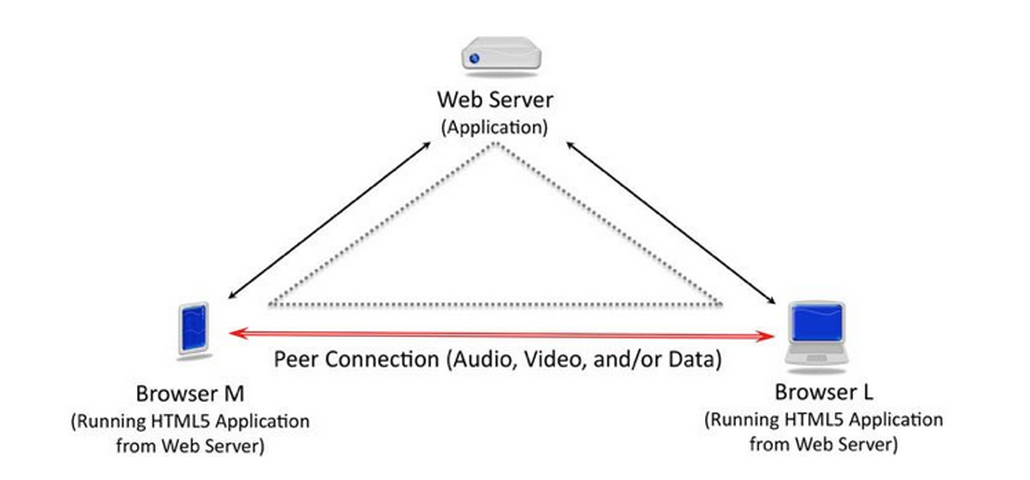 Web Server
(Application)
Peer Connection (Audio, Video, and/or Data)
Browser M
(Running HTML5 Application
from Web Server)
Browser L
(Running HTML5 Application
from Web Server)